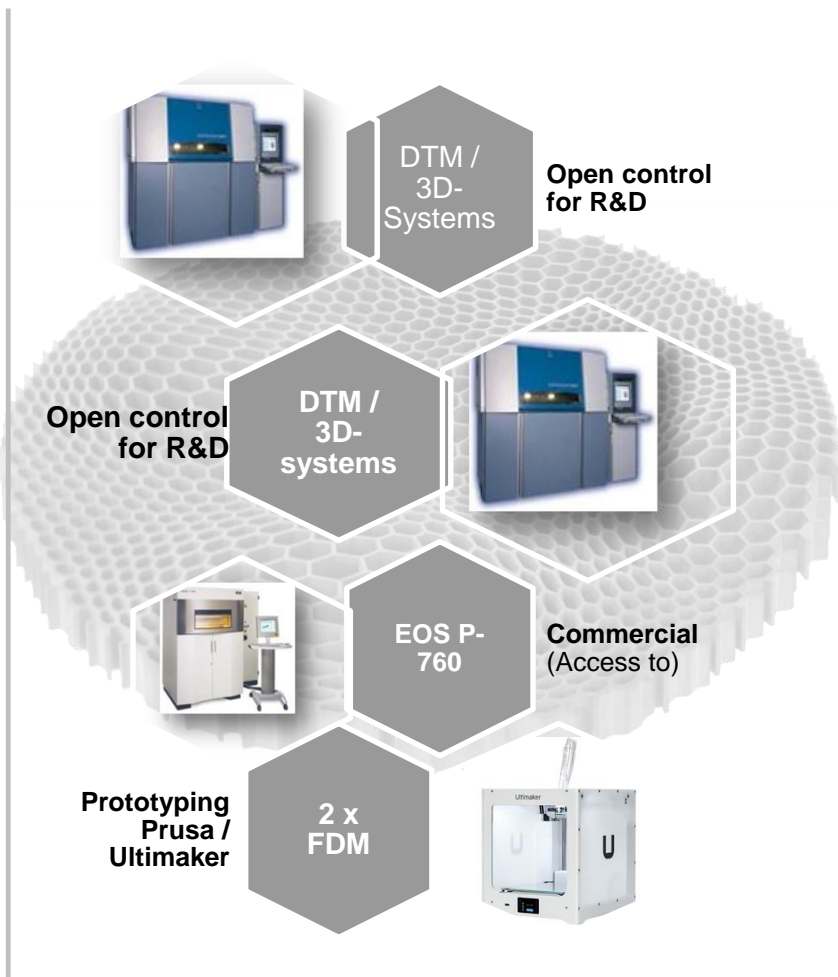 DTM /
3D-
Systems
Open control
for R&D
Open control
for R&D
DTM /
3D-
systems
EOS P-
760
Commercial
(Access to)
Prototyping
Prusa /
Ultimaker
2 x
FDM
Ultimaker
U
U